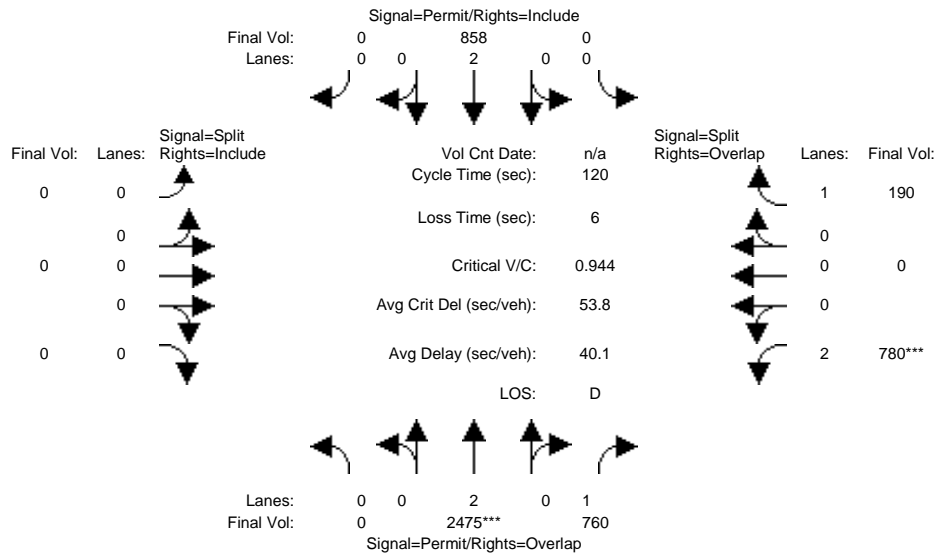 Signal=Permit/Rights=Include
Final Vol: 0 858 0
Lanes: 0 0 2 0 0
Signal=Split
Final Vol: Lanes: Rights=Include
Vol Cnt Date: n/a
Signal=Split
Rights=Overlap Lanes: Final Vol:
Cycle Time (sec): 120
0 0
1 190
Loss Time (sec): 6
0
0
0 0
Critical V/C: 0.944
0 0
0
Avg Crit Del (sec/veh): 53.8
0
0 0
Avg Delay (sec/veh): 40.1
2 780***
LOS: D
Lanes: 0 0 2 0 1
Final Vol: 0 2475*** 760
Signal=Permit/Rights=Overlap